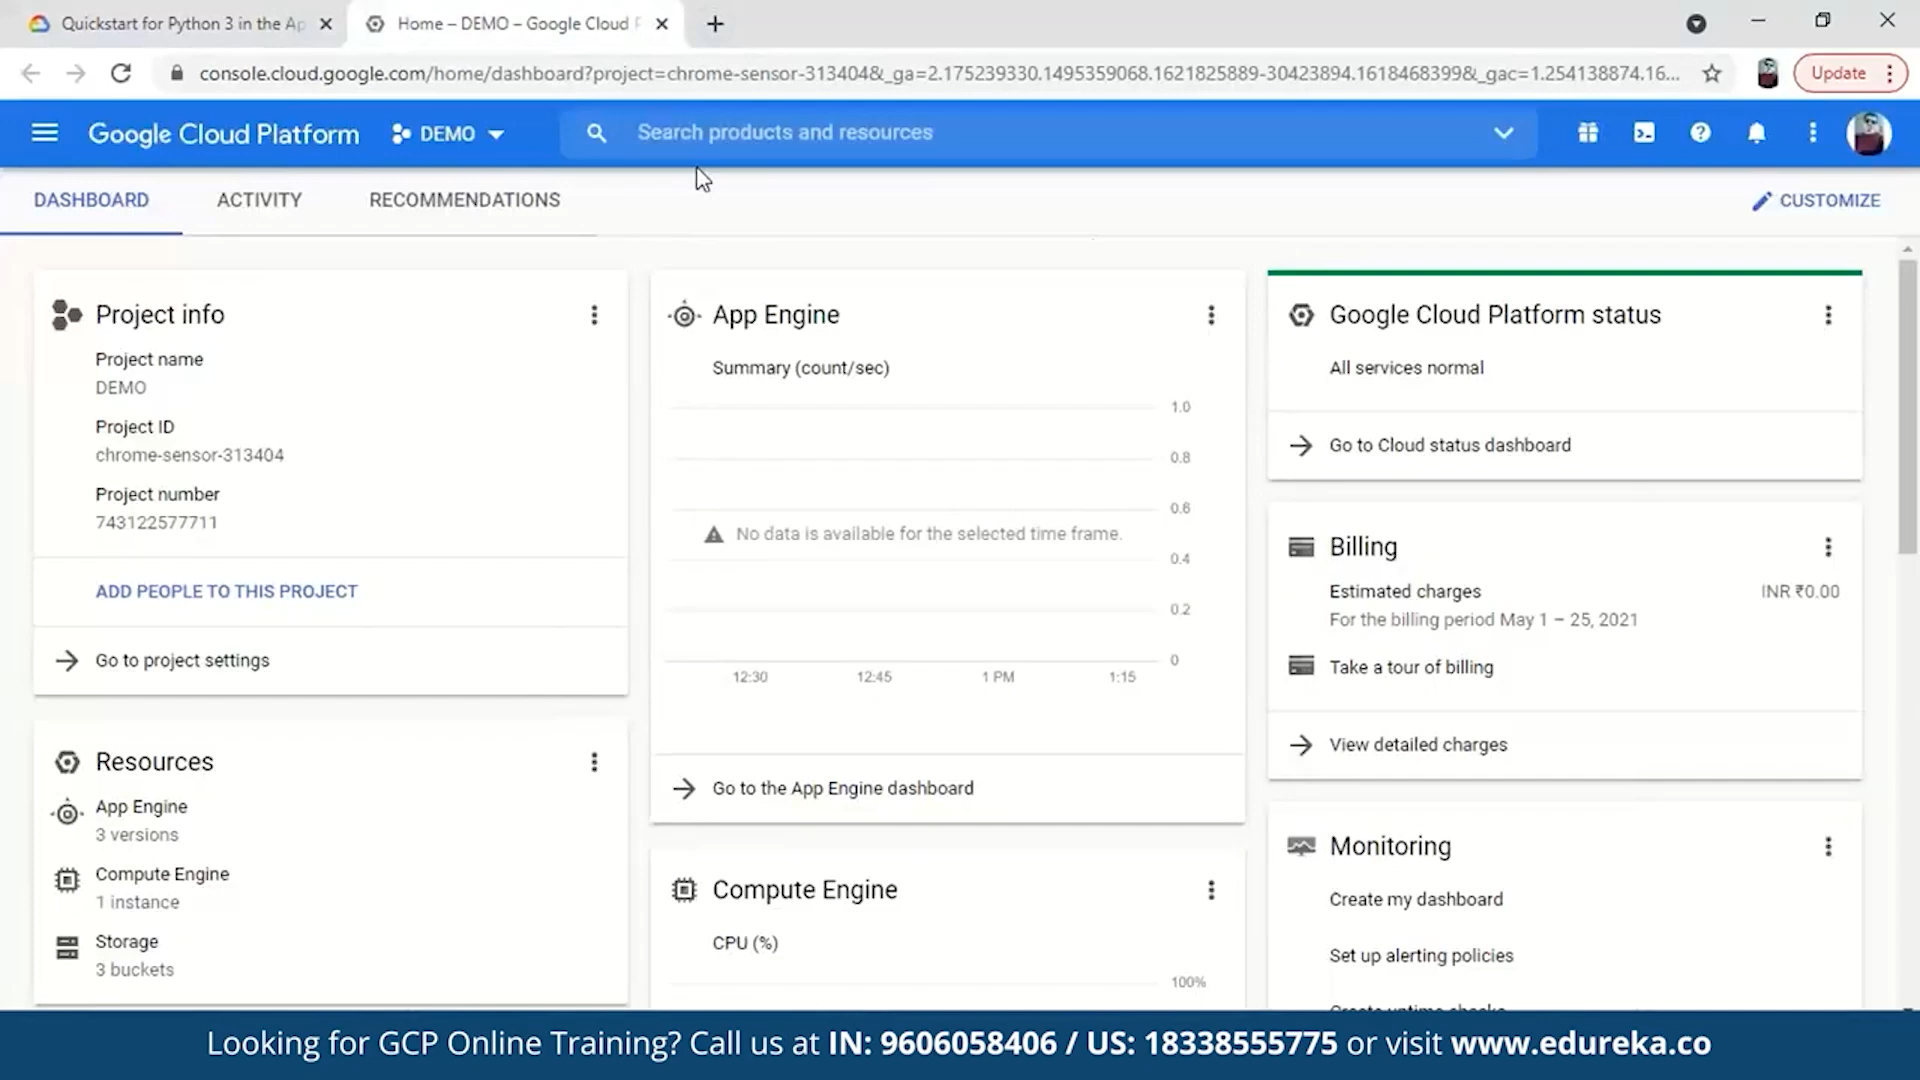 Quickstart for Python 3 in the Ap
Home – DEMO – Google Cloud P
console.cloud.google.com/home/dashboard?project=chrome-sensor-313404&_ga=2.175239330.1495359068.1621825889-30423894.1618468399&_gac=1.254138874.16...
Update
Google Cloud Platform
DEMO
Search products and resources
DASHBOARD
ACTIVITY
RECOMMENDATIONS
CUSTOMIZE
Project info
Project name
DEMO
Project ID
chrome-sensor-313404
Project number
743122577711
ADD PEOPLE TO THIS PROJECT
Go to project settings
Resources
App Engine
3 versions
Compute Engine
1 instance
Storage
3 buckets
App Engine
Summary (count/sec)
1.0
0.8
0.6
No data is available for the selected time frame.
0.4
0.2
0
12:30 12:45 1 PM 1:15
Go to the App Engine dashboard
Compute Engine
CPU (%)
100%
Google Cloud Platform status
All services normal
Go to Cloud status dashboard
Billing
Estimated charges INR ₹0.00
For the billing period May 1 – 25, 2021
Take a tour of billing
View detailed charges
Monitoring
Create my dashboard
Set up alerting policies
Create uptime checks
Looking for GCP Online Training? Call us at IN: 9606058406 / US: 18338555775 or visit www.edureka.co